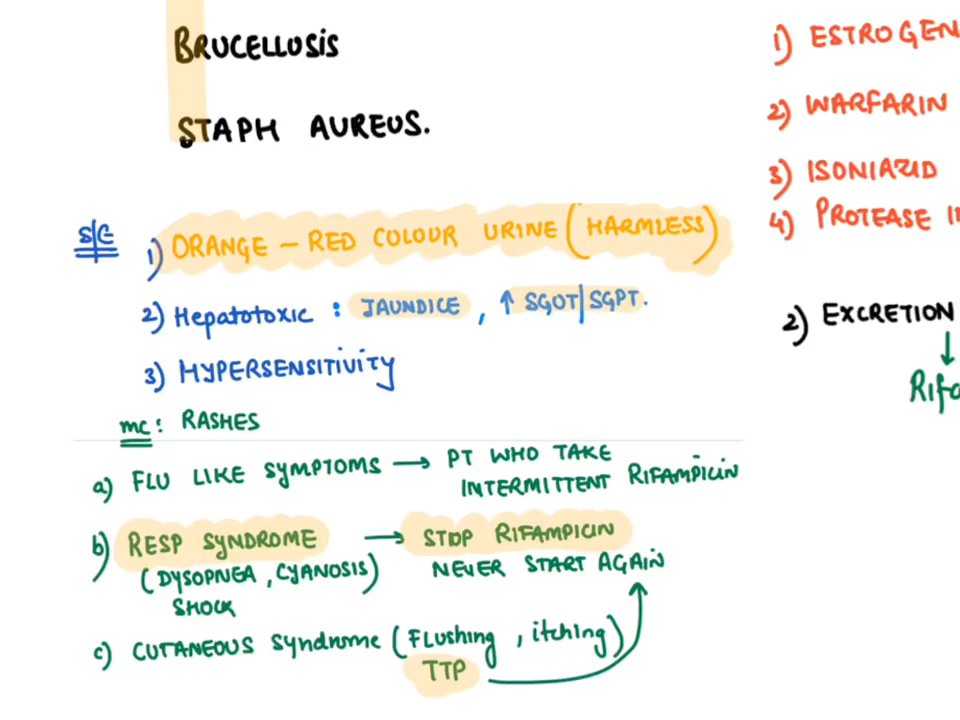 BRUCELLOSIS
STAPH AUREUS.
S/E
1) ORANGE - RED COLOUR URINE (HARMLESS)
2) Hepatotoxic : JAUNDICE , ↑ SGOT|SGPT.
3) HYPERSENSITIVITY
mc: RASHES
a) FLU LIKE SYMPTOMS → PT WHO TAKE
INTERMITTENT RIFAMPICIN
b) RESP SYNDROME → STOP RIFAMPICIN
(DYSOPNEA, CYANOSIS) NEVER START AGAIN
SHOCK
c) CUTANEOUS Syndrome (FLushing, itching)
TTP
1) ESTROGEN
2) WARFARIN
3) ISONIAZID
4) PROTEASE I
2) EXCRETION
↓
Rifa